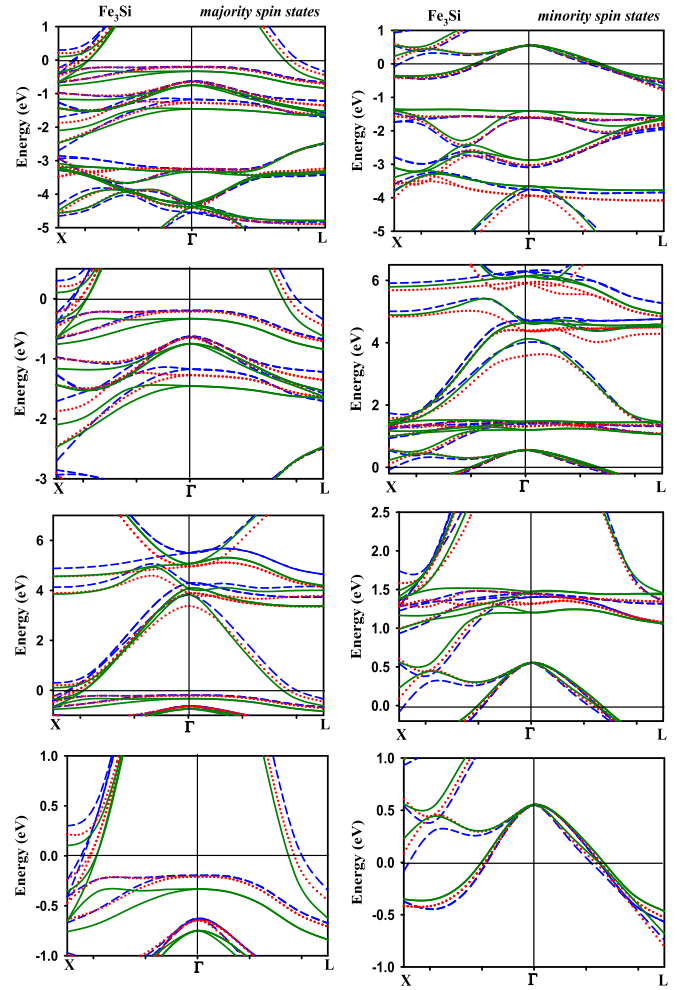 Fe3Si majority spin states
Energy (eV)
1
0
-1
-2
-3
-4
-5
X Γ L
Fe3Si minority spin states
Energy (eV)
1
0
-1
-2
-3
-4
-5
X Γ L
Energy (eV)
0
-1
-2
-3
X Γ L
Energy (eV)
6
4
2
0
X Γ L
Energy (eV)
6
4
2
0
X Γ L
Energy (eV)
2.5
2.0
1.5
1.0
0.5
0.0
X Γ L
Energy (eV)
1.0
0.5
0.0
-0.5
-1.0
X Γ L
Energy (eV)
1.0
0.5
0.0
-0.5
-1.0
X Γ L